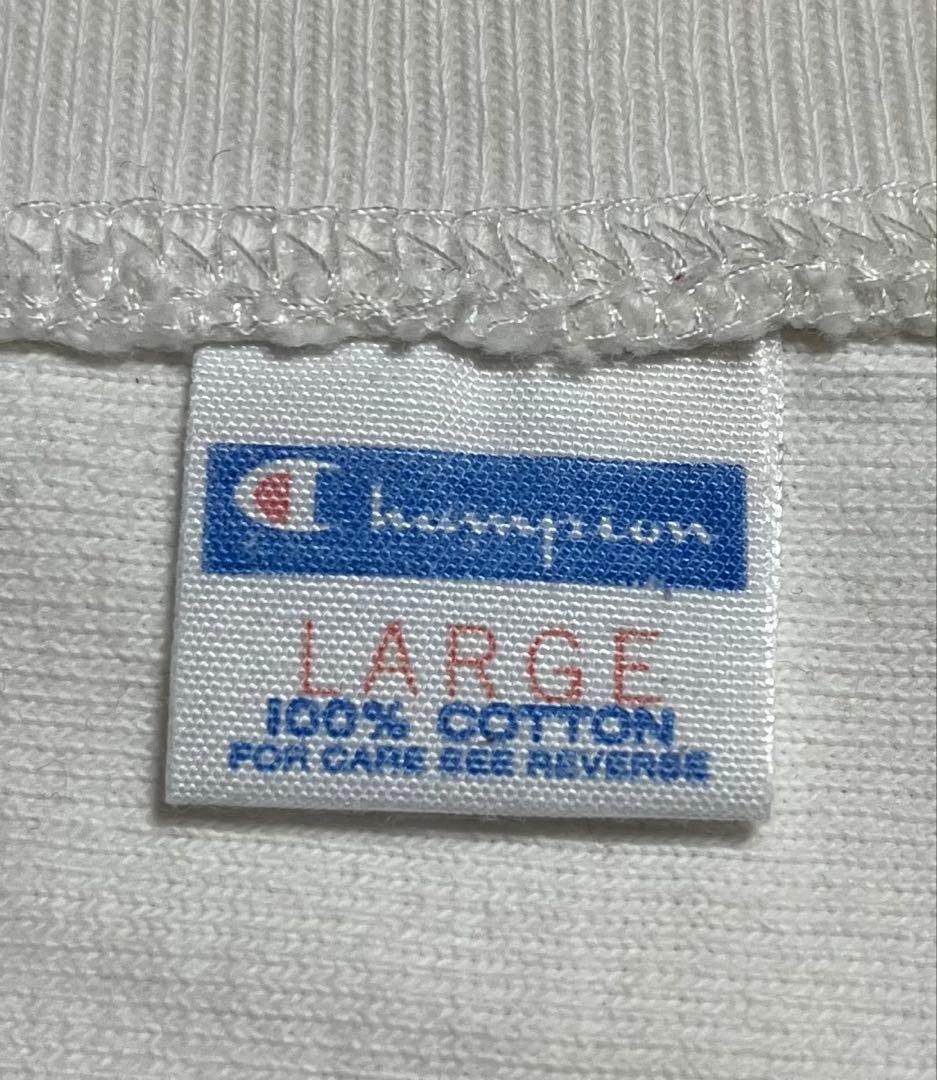 Champion
LARGE
100% COTTON
FOR CARE SEE REVERSE